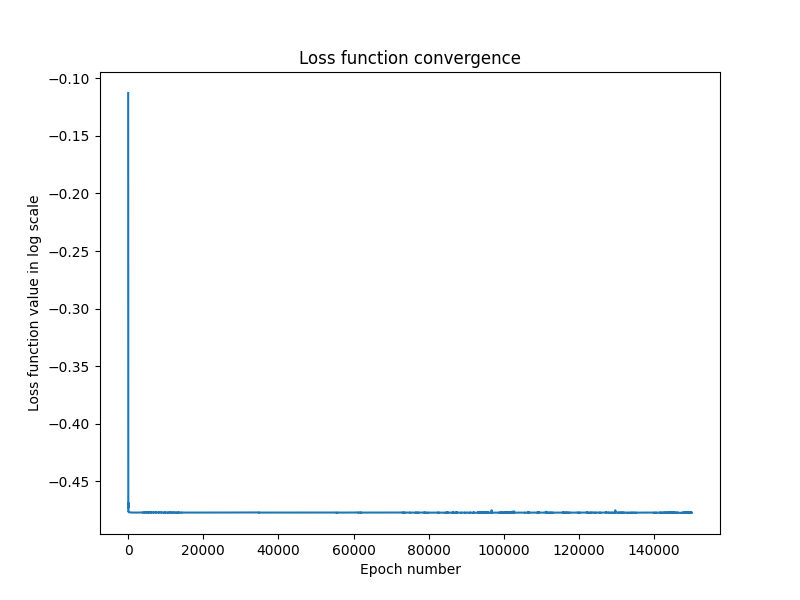 Loss function convergence
−0.10
−0.15
−0.20
−0.25
−0.30
−0.35
−0.40
−0.45
Loss function value in log scale
0 20000 40000 60000 80000 100000 120000 140000
Epoch number